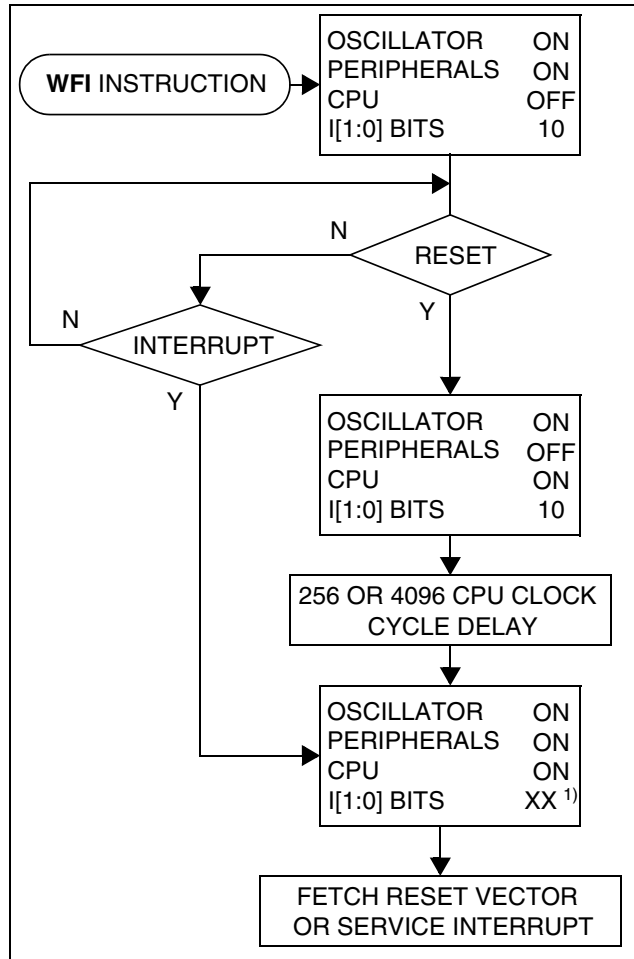 WFI INSTRUCTION
OSCILLATOR ON
PERIPHERALS ON
CPU OFF
I[1:0] BITS 10
N
RESET
Y
N
INTERRUPT
Y
OSCILLATOR ON
PERIPHERALS OFF
CPU ON
I[1:0] BITS 10
256 OR 4096 CPU CLOCK
CYCLE DELAY
OSCILLATOR ON
PERIPHERALS ON
CPU ON
I[1:0] BITS XX 1)
FETCH RESET VECTOR
OR SERVICE INTERRUPT